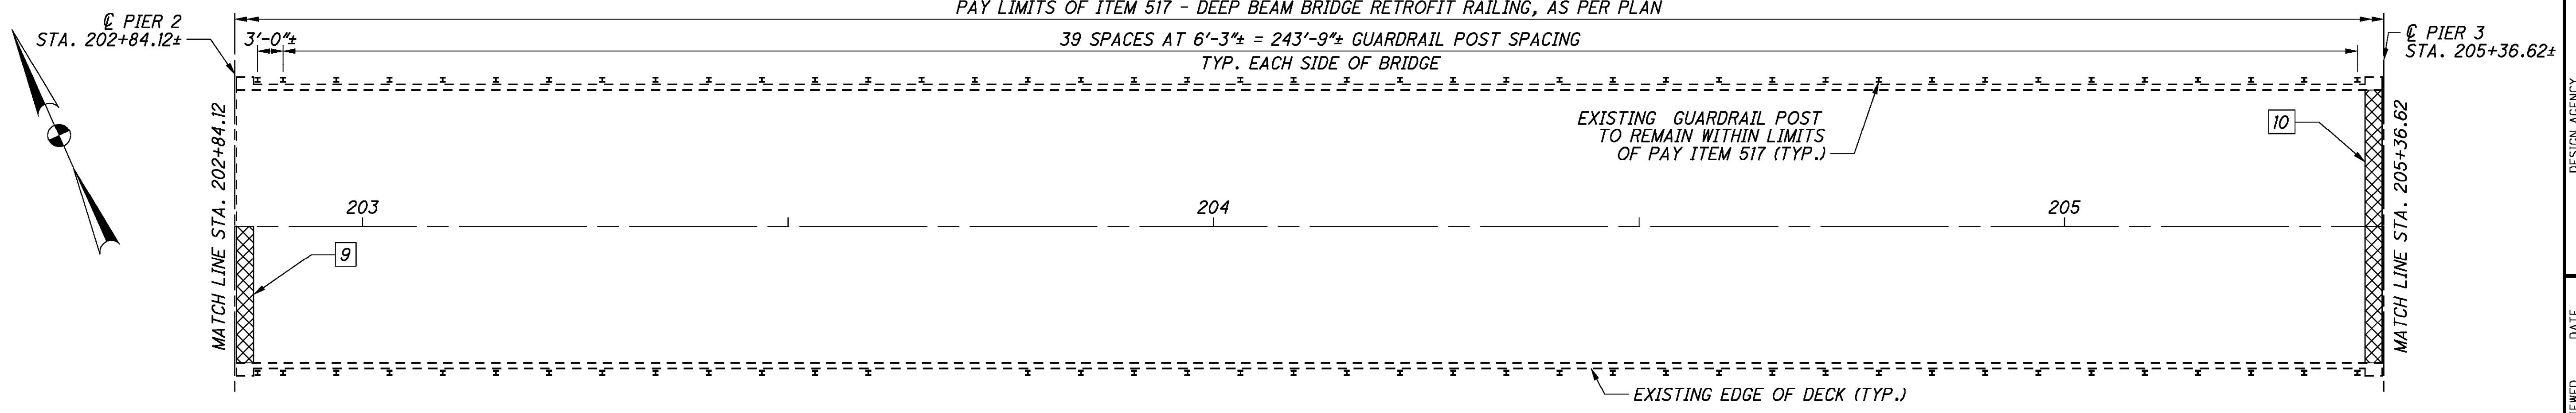 PAY LIMITS OF ITEM 517 - DEEP BEAM BRIDGE RETROFIT RAILING, AS PER PLAN
℄ PIER 2
STA. 202+84.12±
3'-0"±
39 SPACES AT 6'-3"± = 243'-9"± GUARDRAIL POST SPACING
TYP. EACH SIDE OF BRIDGE
℄ PIER 3
STA. 205+36.62±
MATCH LINE STA. 202+84.12
EXISTING GUARDRAIL POST
TO REMAIN WITHIN LIMITS
OF PAY ITEM 517 (TYP.)
10
203
204
205
9
MATCH LINE STA. 205+36.62
EXISTING EDGE OF DECK (TYP.)
DESIGN AGENCY
DATE